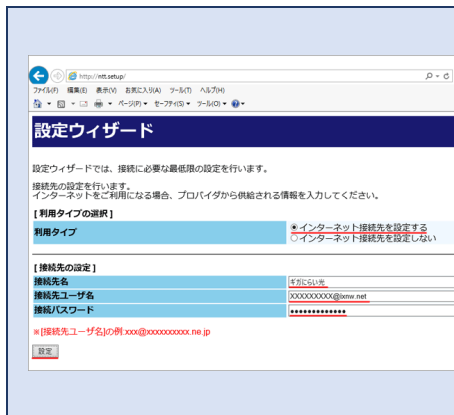 http://ntt.setup/
ファイル(F) 編集(E) 表示(V) お気に入り(A) ツール(T) ヘルプ(H)
ページ(P) セーフティ(S) ツール(O)
設定ウィザード
設定ウィザードでは、接続に必要な最低限の設定を行います。
接続先の設定を行います。
インターネットをご利用になる場合、プロバイダから供給される情報を入力してください。
[利用タイプの選択]
利用タイプ
インターネット接続先を設定する
インターネット接続先を設定しない
[接続先の設定]
接続先名 ギガにらい光
接続先ユーザ名 XXXXXXXXX@ixnw.net
接続パスワード ●●●●●●●●●●●●●
※[接続先ユーザ名]の例:xxx@xxxxxxxxxx.ne.jp
設定